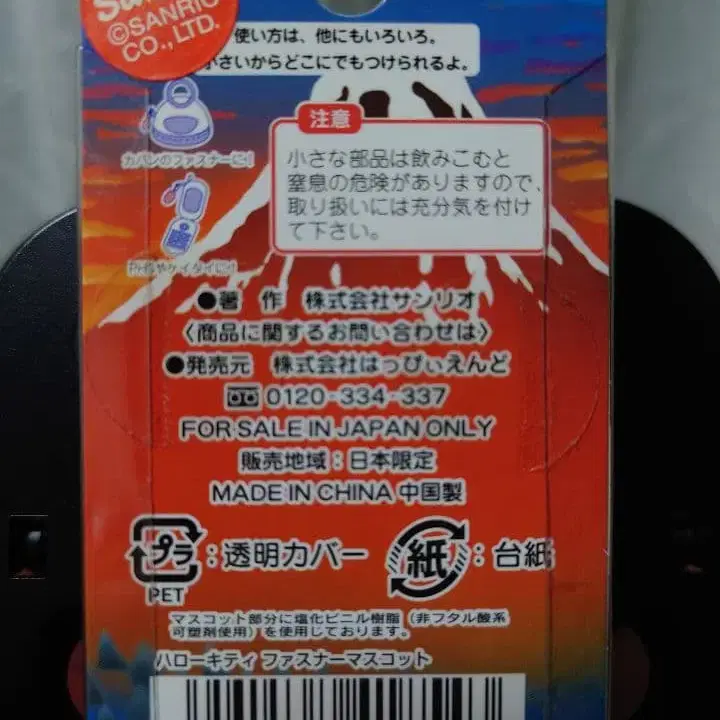 ©SANRIO
CO.,LTD.
使い方は、他にもいろいろ。
小さいからどこにでもつけられるよ。
カバンのファスナーに!
注意
小さな部品は飲みこむと
窒息の危険がありますので、
取り扱いには充分気を付け
て下さい。
●著 作 株式会社サンリオ
〈商品に関するお問い合わせは〉
●発売元 株式会社はっぴぃえんど
0120-334-337
FOR SALE IN JAPAN ONLY
販売地域:日本限定
MADE IN CHINA 中国製
プラ:透明カバー
紙:台紙
PET
マスコット部分に塩化ビニル樹脂(非フタル酸系
可塑剤使用)を使用しております。
ハローキティ ファスナーマスコット